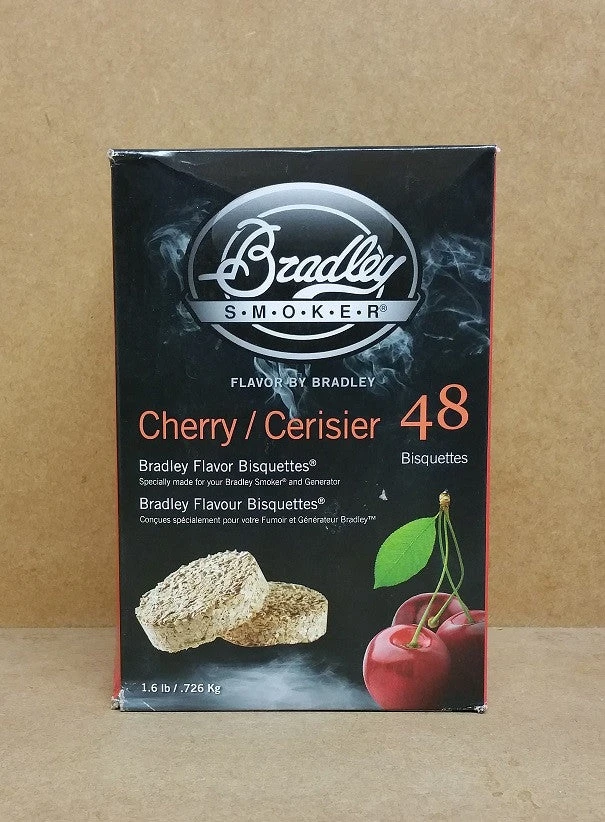 Bradley
S·M·O·K·E·R®
FLAVOR BY BRADLEY
Cherry / Cerisier 48
Bisquettes
Bradley Flavor Bisquettes®
Specially made for your Bradley Smoker® and Generator
Bradley Flavour Bisquettes®
Conçues spécialement pour votre Fumoir et Générateur Bradley™
1.6 lb / .726 Kg